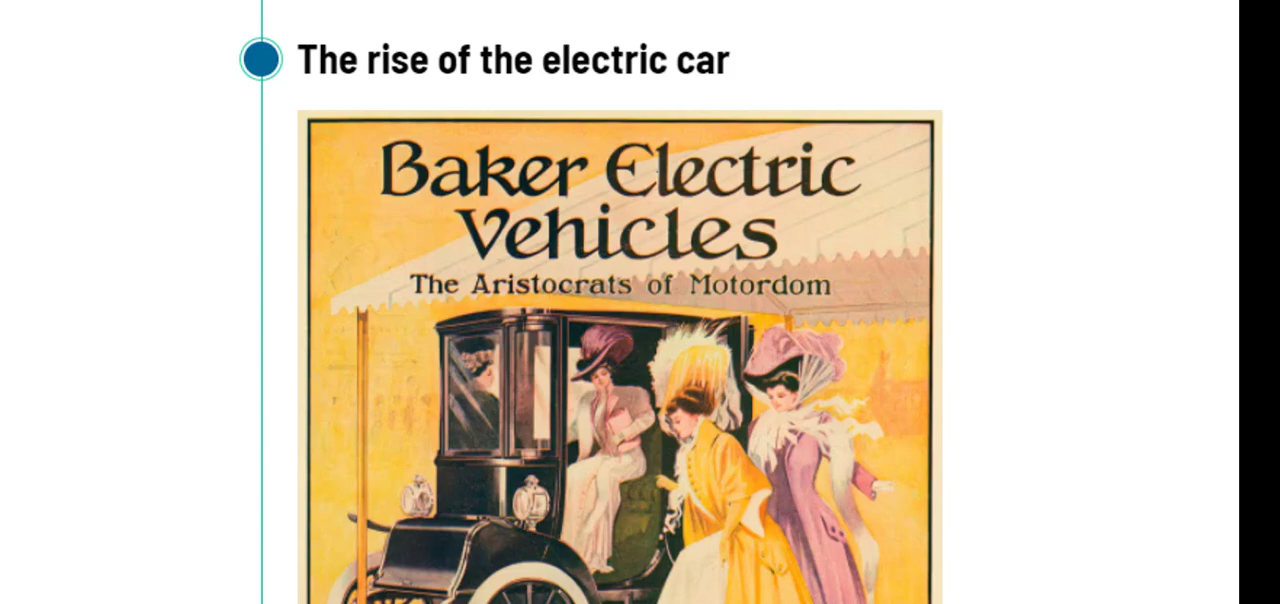 The rise of the electric car
Baker Electric
Vehicles
The Aristocrats of Motordom